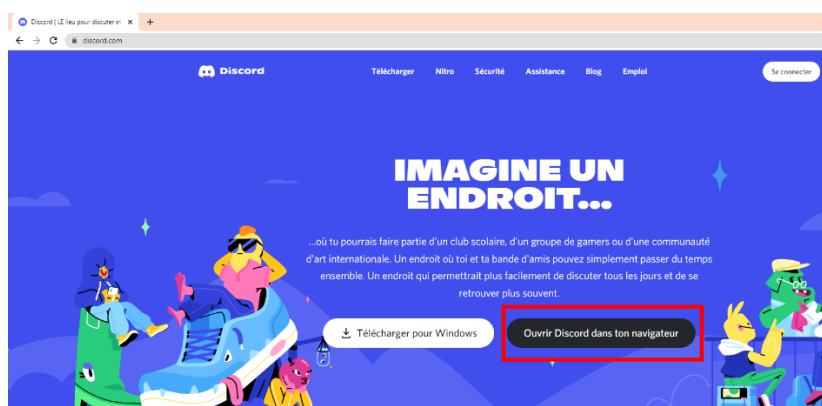 Discord | LE lieu pour discuter et
discord.com
Discord
Télécharger Nitro Sécurité Assistance Blog Emploi
Se connecter
IMAGINE UN
ENDROIT...
...où tu pourrais faire partie d'un club scolaire, d'un groupe de gamers ou d'une communauté
d'art internationale. Un endroit où toi et ta bande d'amis pouvez simplement passer du temps
ensemble. Un endroit qui permettrait plus facilement de discuter tous les jours et de se
retrouver plus souvent.
Télécharger pour Windows
Ouvrir Discord dans ton navigateur